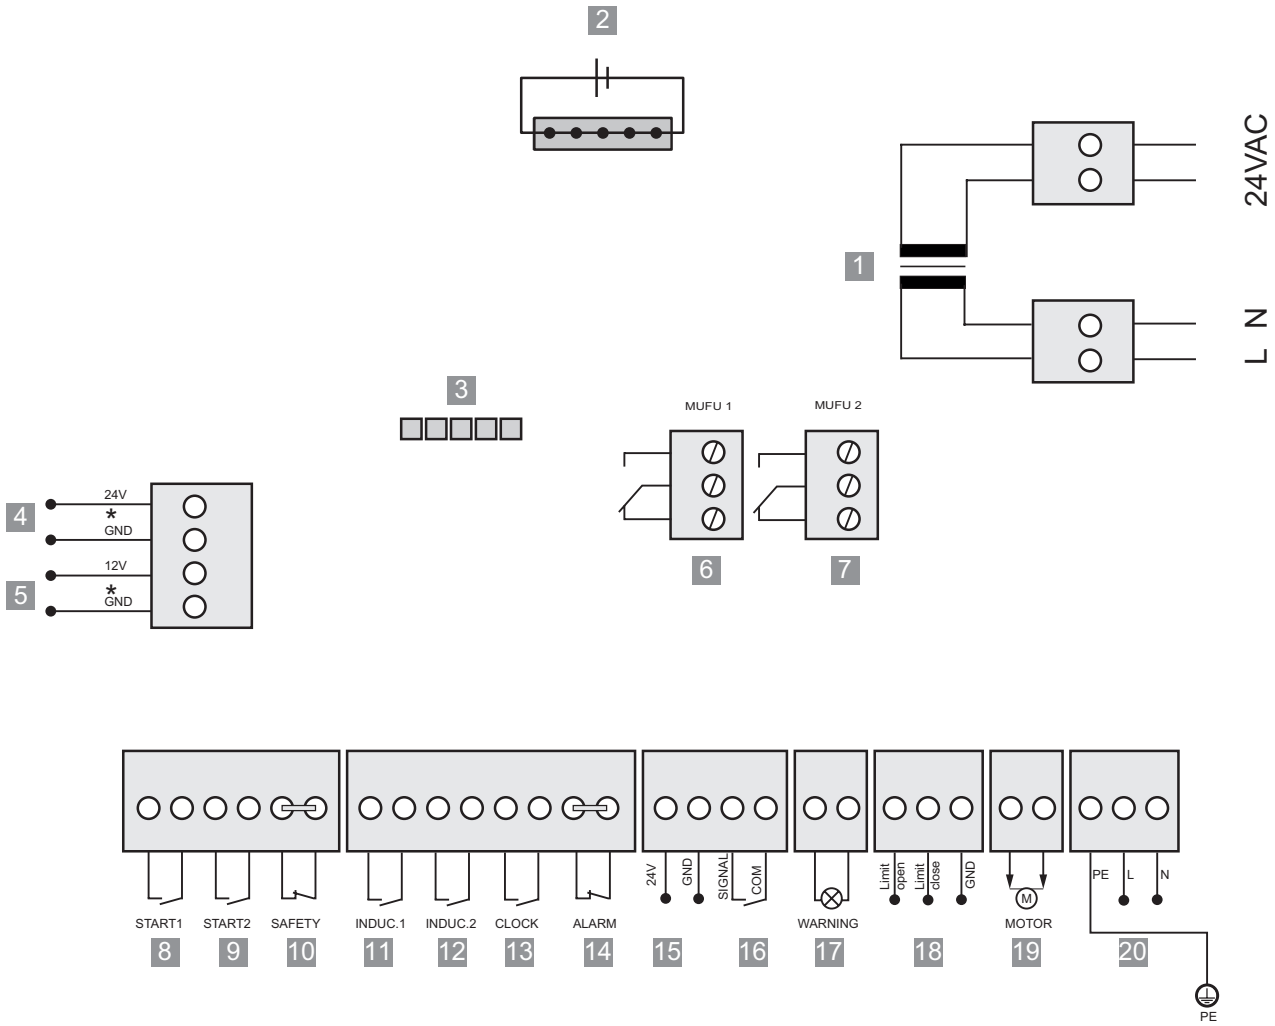 2
24VAC
1
L N
3
MUFU 1
MUFU 2
4
24V
*
GND
5
12V
*
GND
6
7
24V
GND
SIGNAL
COM
Limit
open
Limit
close
GND
PE
L
N
M
START1
START2
SAFETY
INDUC.1
INDUC.2
CLOCK
ALARM
WARNING
MOTOR
8
9
10
11
12
13
14
15
16
17
18
19
20
PE